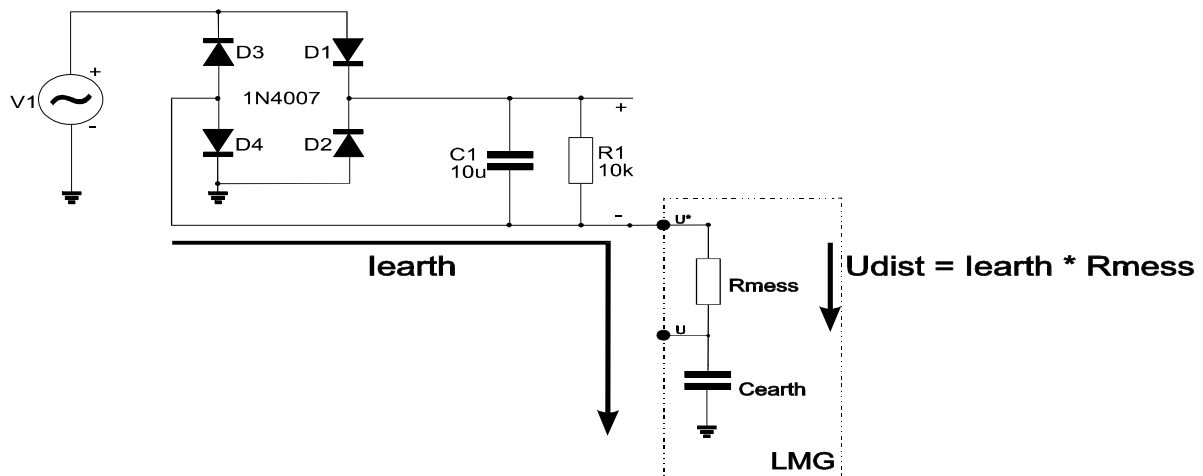 D3
D1
+
V1
-
1N4007
+
D4
D2
C1
10u
R1
10k
-
U*
Iearth
Rmess
Udist = Iearth * Rmess
U
Cearth
LMG